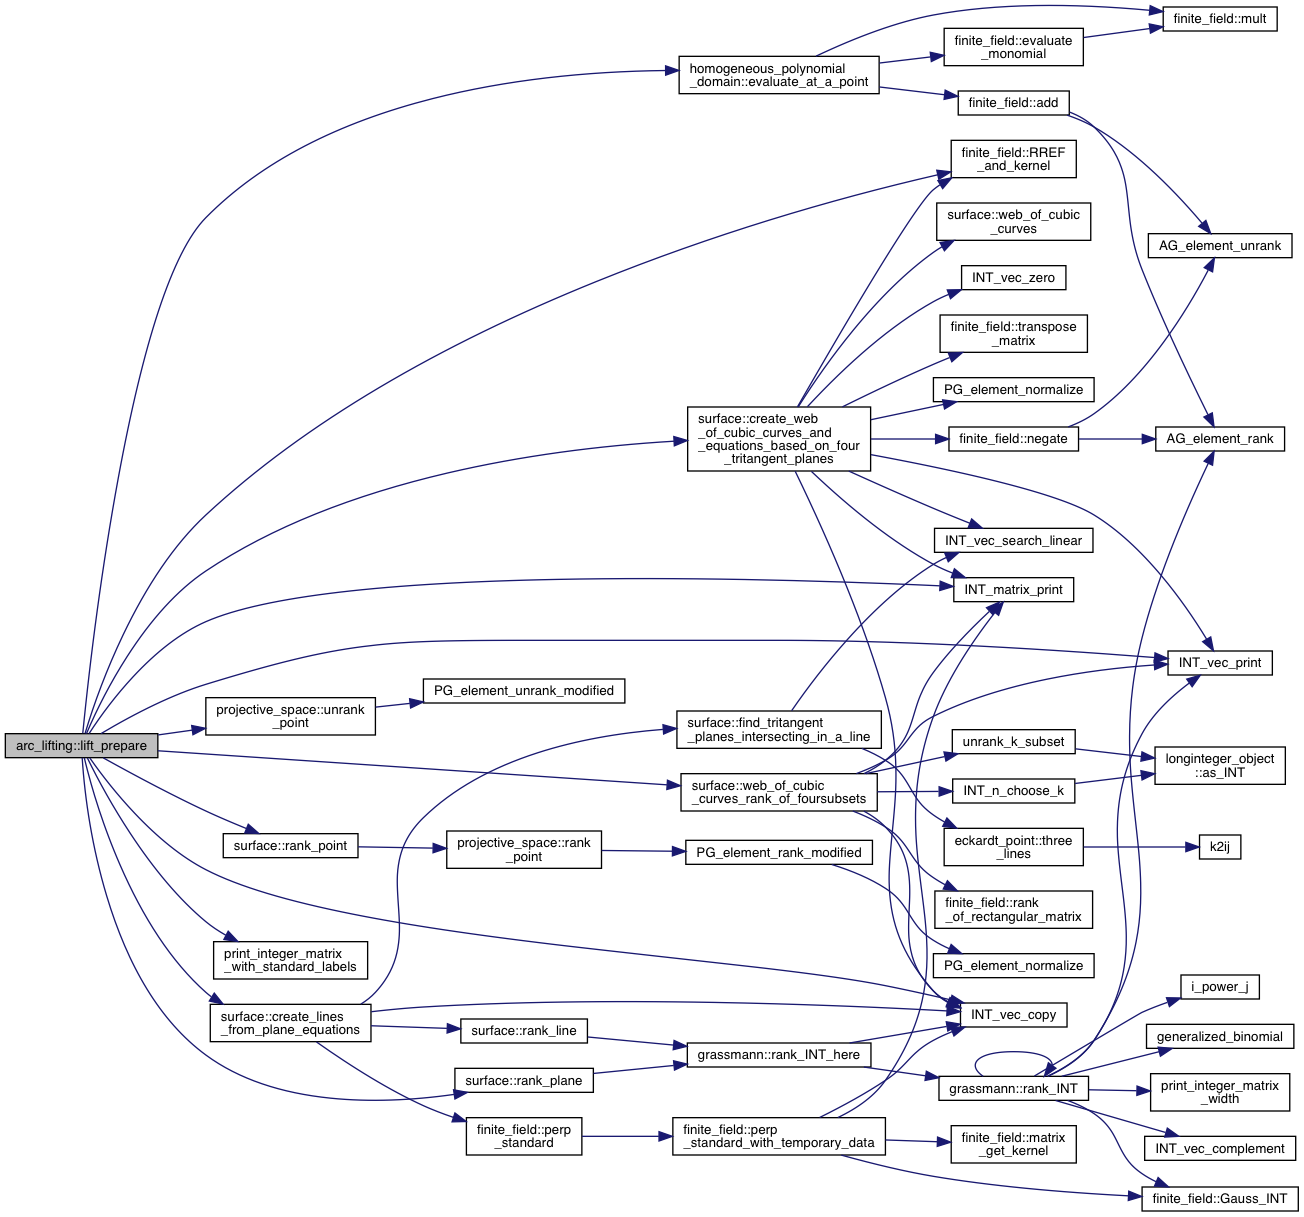 finite_field::mult
finite_field::evaluate
_monomial
homogeneous_polynomial
_domain::evaluate_at_a_point
finite_field::add
finite_field::RREF
_and_kernel
surface::web_of_cubic
_curves
AG_element_unrank
INT_vec_zero
finite_field::transpose
_matrix
PG_element_normalize
surface::create_web
_of_cubic_curves_and
_equations_based_on_four
_tritangent_planes
finite_field::negate
AG_element_rank
INT_vec_search_linear
INT_matrix_print
INT_vec_print
PG_element_unrank_modified
projective_space::unrank
_point
surface::find_tritangent
_planes_intersecting_in_a_line
arc_lifting::lift_prepare
unrank_k_subset
longinteger_object
::as_INT
surface::web_of_cubic
_curves_rank_of_foursubsets
INT_n_choose_k
surface::rank_point
projective_space::rank
_point
PG_element_rank_modified
eckardt_point::three
_lines
k2ij
finite_field::rank
_of_rectangular_matrix
print_integer_matrix
_with_standard_labels
PG_element_normalize
i_power_j
surface::create_lines
_from_plane_equations
INT_vec_copy
surface::rank_line
generalized_binomial
grassmann::rank_INT_here
surface::rank_plane
grassmann::rank_INT
print_integer_matrix
_width
finite_field::perp
_standard
finite_field::perp
_standard_with_temporary_data
finite_field::matrix
_get_kernel
INT_vec_complement
finite_field::Gauss_INT